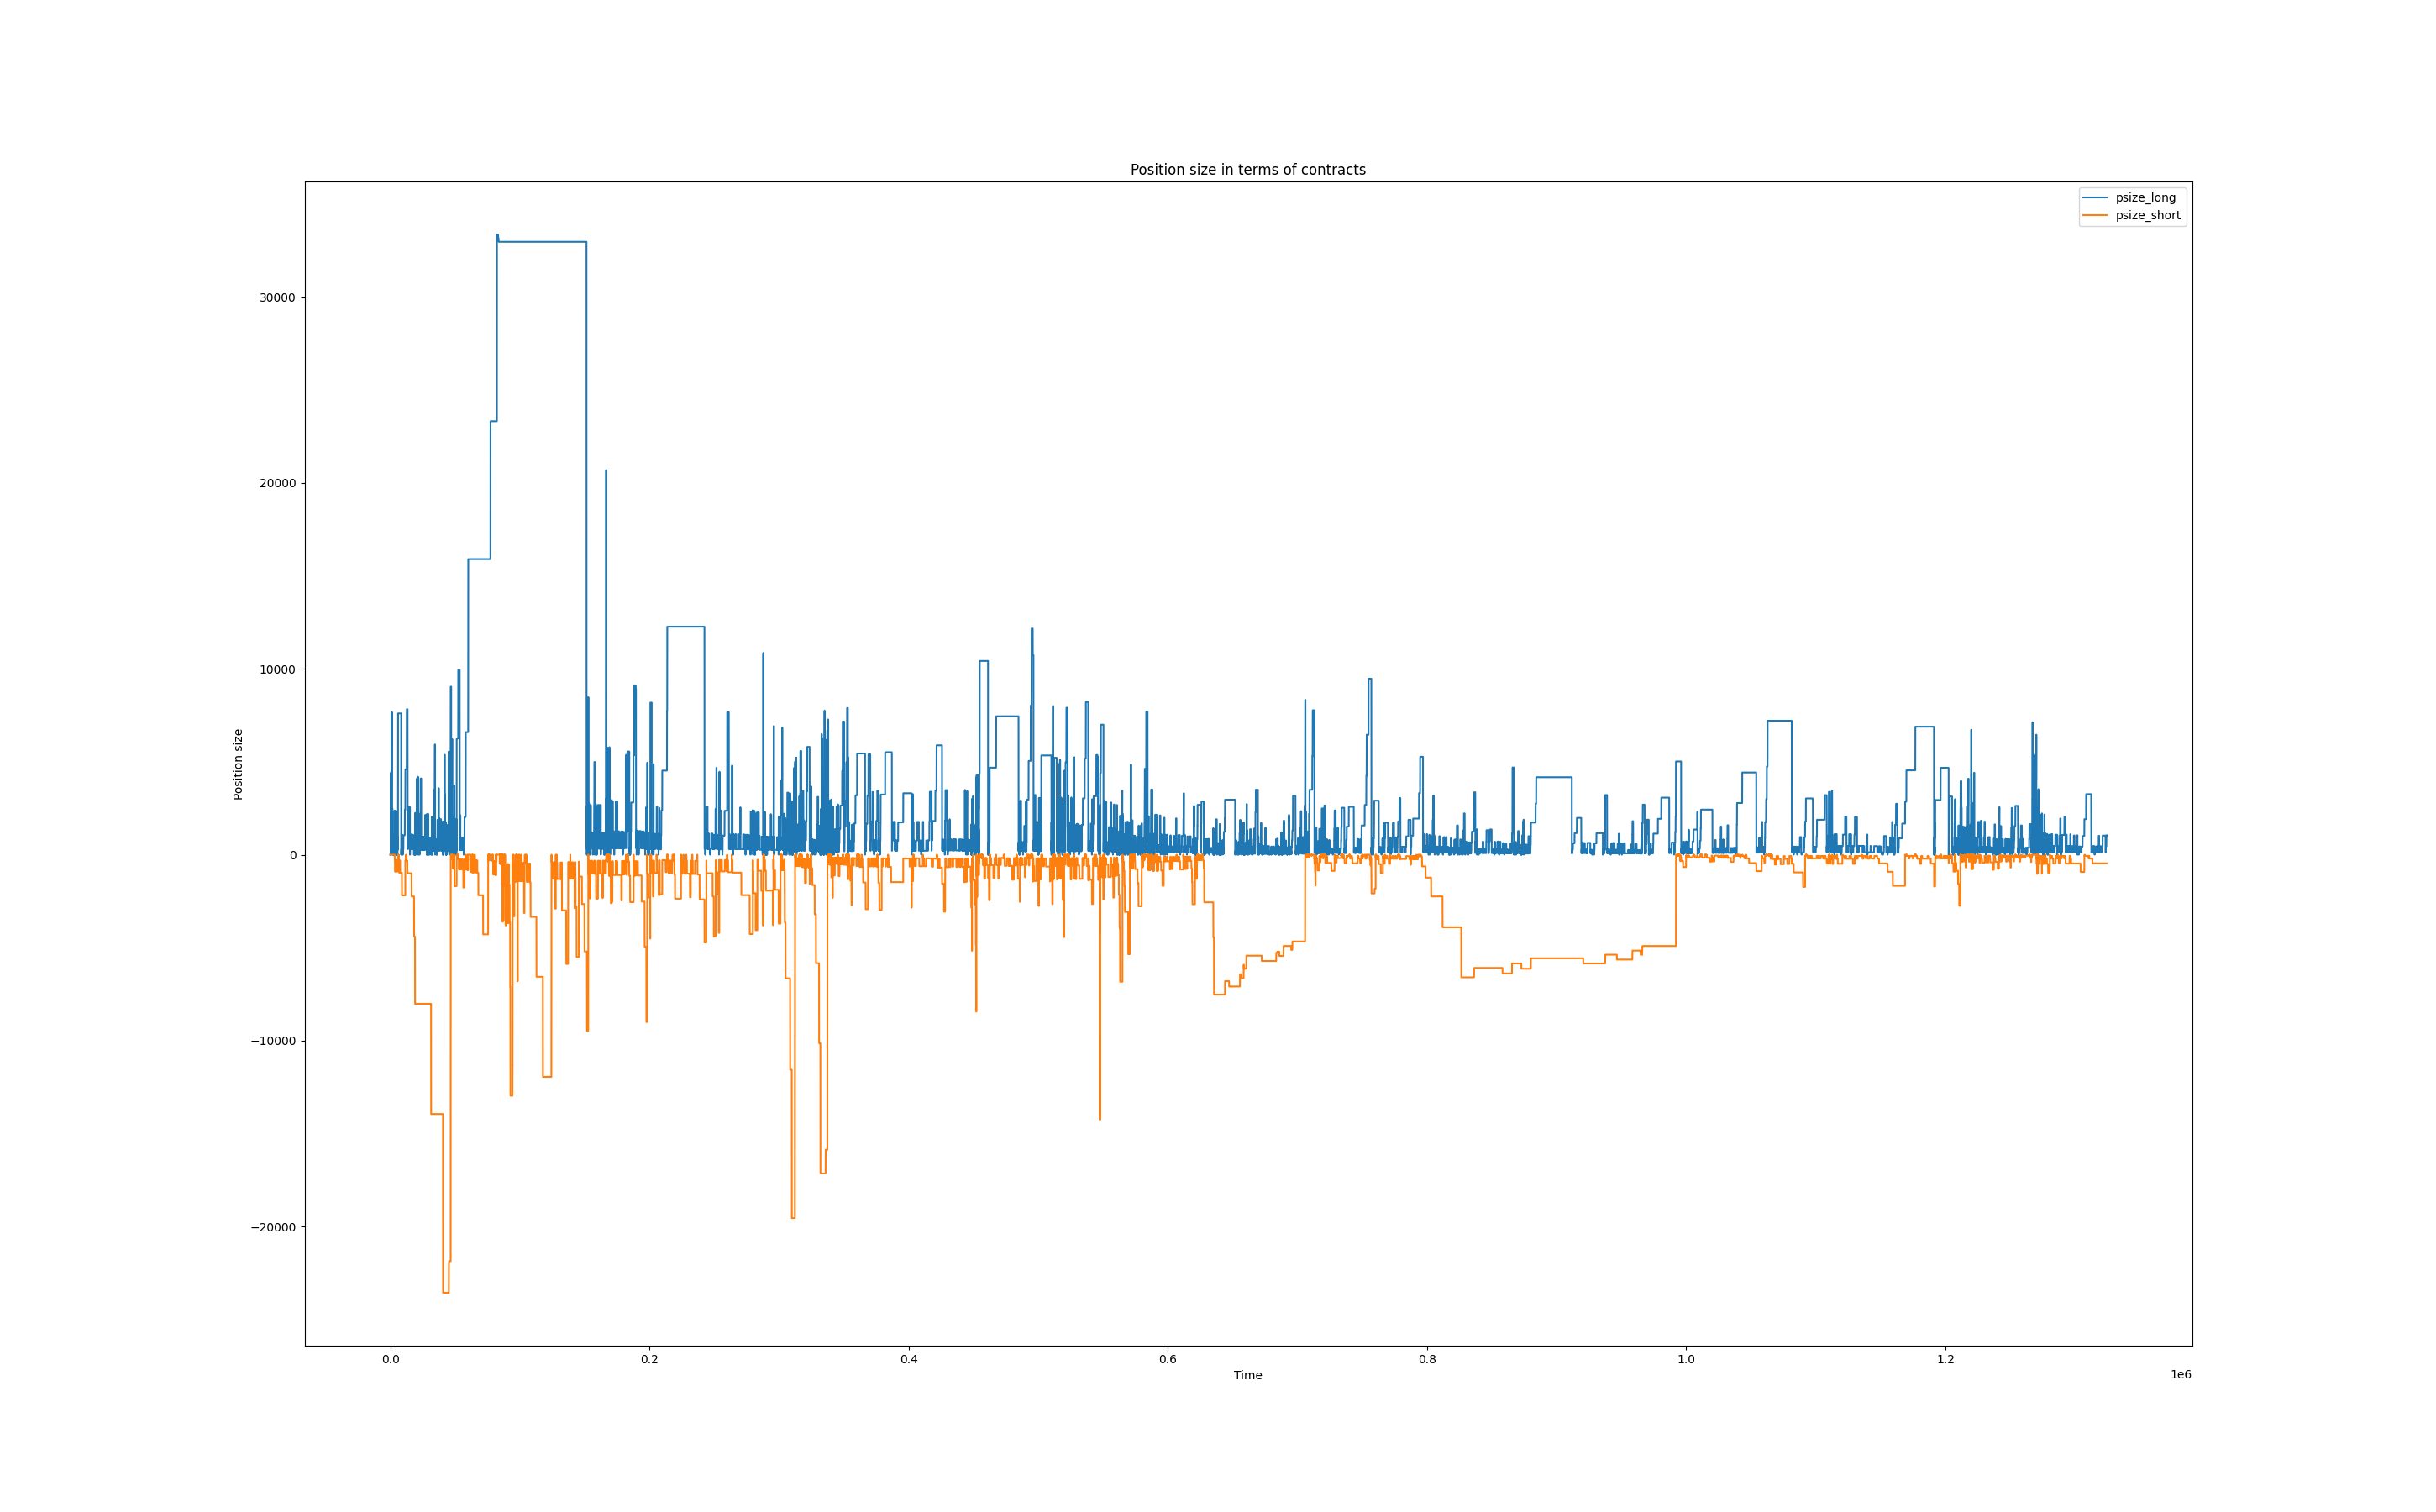 Position size in terms of contracts
psize_long
psize_short
30000
20000
10000
0
−10000
−20000
Position size
0.0 0.2 0.4 0.6 0.8 1.0 1.2
Time
1e6